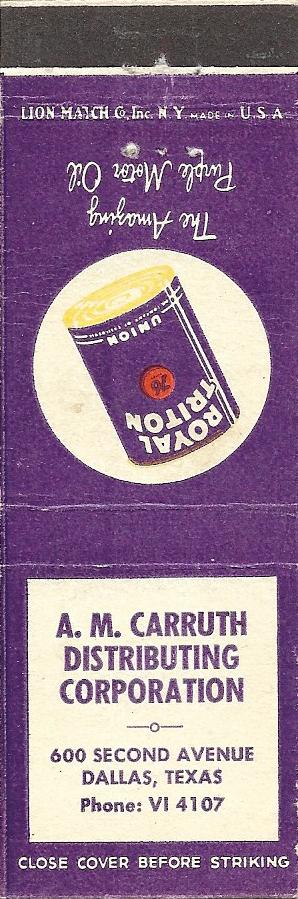 LION MATCH Co., Inc. N.Y. MADE IN U.S.A
The Amazing
Purple Motor Oil
ROYAL
TRITON
76
UNION
A. M. CARRUTH
DISTRIBUTING
CORPORATION
600 SECOND AVENUE
DALLAS, TEXAS
Phone: VI 4107
CLOSE COVER BEFORE STRIKING